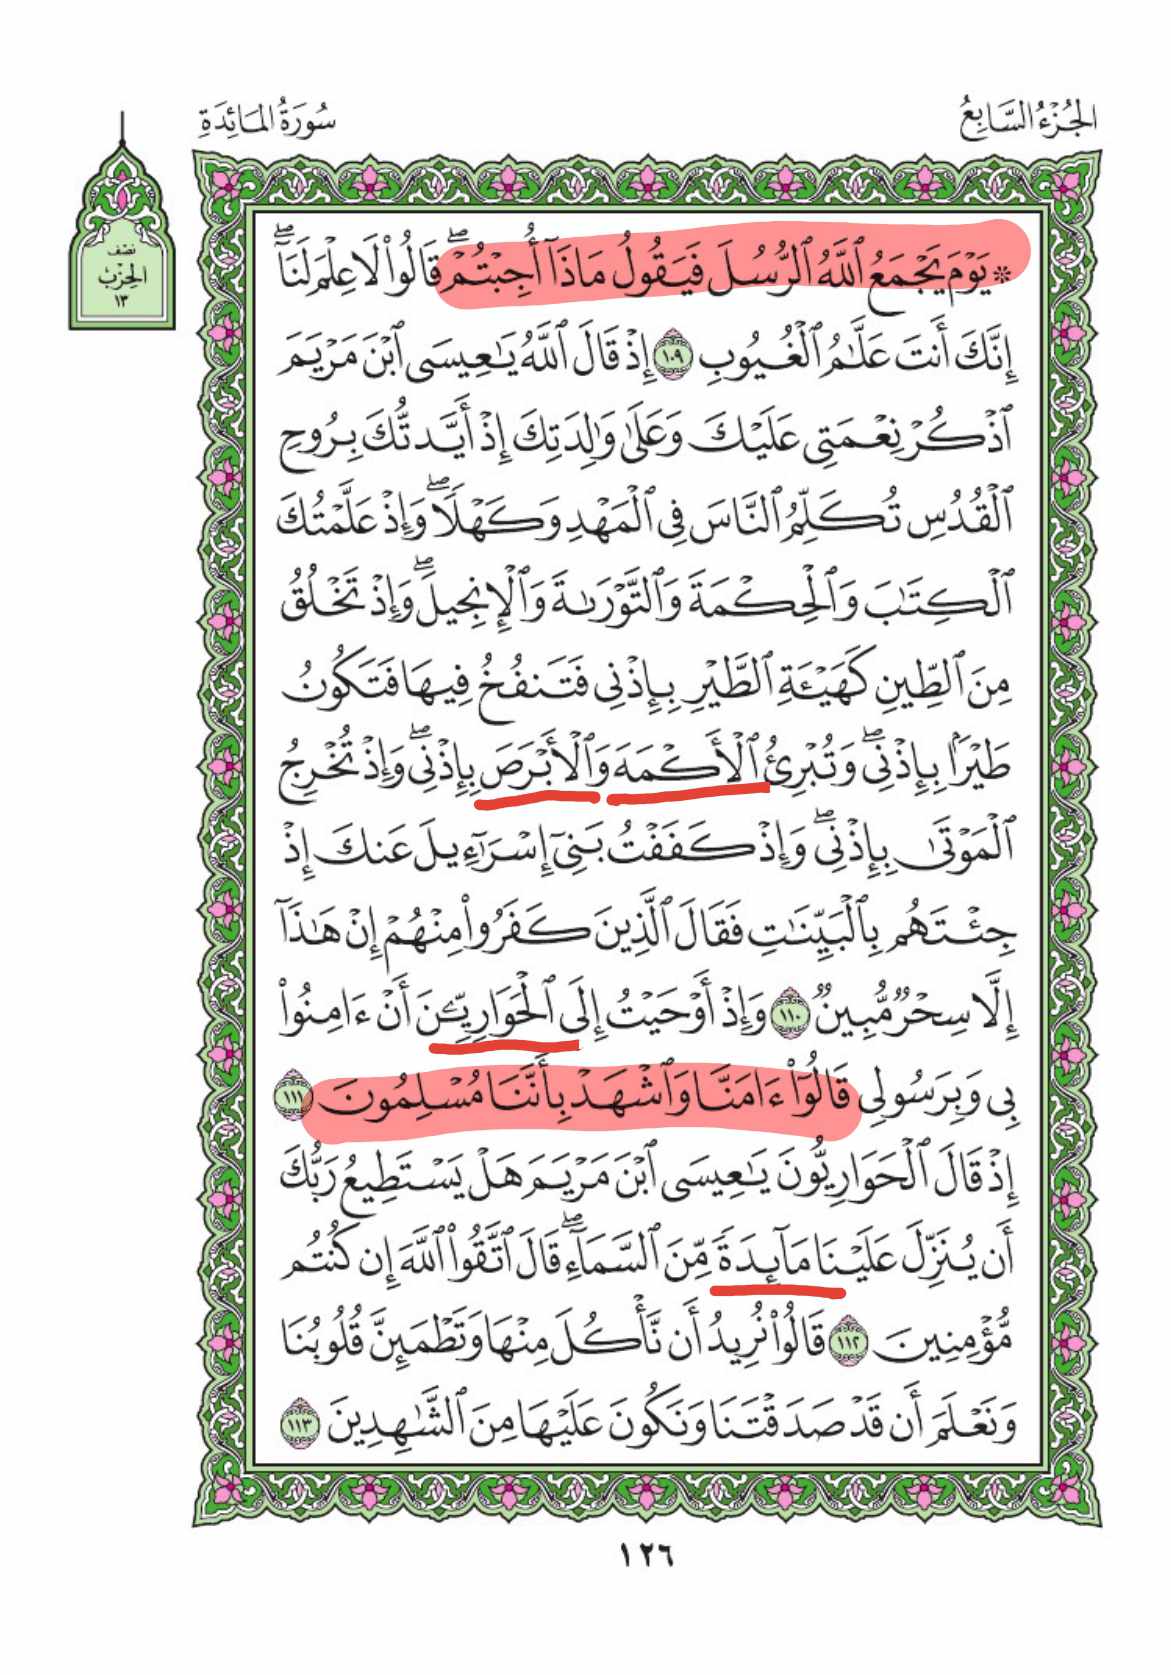 الجُزْءُ السَّابِعُ
سُورَةُ المَائِدَةِ
نصْف
الحِزْبُ
١٣
۞ يَوْمَ يَجْمَعُ ٱللَّهُ ٱلرُّسُلَ فَيَقُولُ مَاذَآ أُجِبْتُمْۖ قَالُوا۟ لَا عِلْمَ لَنَآۖ
إِنَّكَ أَنتَ عَلَّٰمُ ٱلْغُيُوبِ ١٠٩ إِذْ قَالَ ٱللَّهُ يَٰعِيسَى ٱبْنَ مَرْيَمَ
ٱذْكُرْ نِعْمَتِى عَلَيْكَ وَعَلَىٰ وَٰلِدَتِكَ إِذْ أَيَّدتُّكَ بِرُوحِ
ٱلْقُدُسِ تُكَلِّمُ ٱلنَّاسَ فِى ٱلْمَهْدِ وَكَهْلًاۖ وَإِذْ عَلَّمْتُكَ
ٱلْكِتَٰبَ وَٱلْحِكْمَةَ وَٱلتَّوْرَىٰةَ وَٱلْإِنجِيلَۖ وَإِذْ تَخْلُقُ
مِنَ ٱلطِّينِ كَهَيْـَٔةِ ٱلطَّيْرِ بِإِذْنِى فَتَنفُخُ فِيهَا فَتَكُونُ
طَيْرًۢا بِإِذْنِىۖ وَتُبْرِئُ ٱلْأَكْمَهَ وَٱلْأَبْرَصَ بِإِذْنِىۖ وَإِذْ تُخْرِجُ
ٱلْمَوْتَىٰ بِإِذْنِىۖ وَإِذْ كَفَفْتُ بَنِىٓ إِسْرَٰٓءِيلَ عَنكَ إِذْ
جِئْتَهُم بِٱلْبَيِّنَٰتِ فَقَالَ ٱلَّذِينَ كَفَرُوا۟ مِنْهُمْ إِنْ هَٰذَآ
إِلَّا سِحْرٌ مُّبِينٌ ١١٠ وَإِذْ أَوْحَيْتُ إِلَى ٱلْحَوَارِيِّـۧنَ أَنْ ءَامِنُوا۟
بِى وَبِرَسُولِى قَالُوٓا۟ ءَامَنَّا وَٱشْهَدْ بِأَنَّنَا مُسْلِمُونَ ١١١
إِذْ قَالَ ٱلْحَوَارِيُّونَ يَٰعِيسَى ٱبْنَ مَرْيَمَ هَلْ يَسْتَطِيعُ رَبُّكَ
أَن يُنَزِّلَ عَلَيْنَا مَآئِدَةً مِّنَ ٱلسَّمَآءِۖ قَالَ ٱتَّقُوا۟ ٱللَّهَ إِن كُنتُم
مُّؤْمِنِينَ ١١٢ قَالُوا۟ نُرِيدُ أَن نَّأْكُلَ مِنْهَا وَتَطْمَئِنَّ قُلُوبُنَا
وَنَعْلَمَ أَن قَدْ صَدَقْتَنَا وَنَكُونَ عَلَيْهَا مِنَ ٱلشَّٰهِدِينَ ١١٣
١٢٦